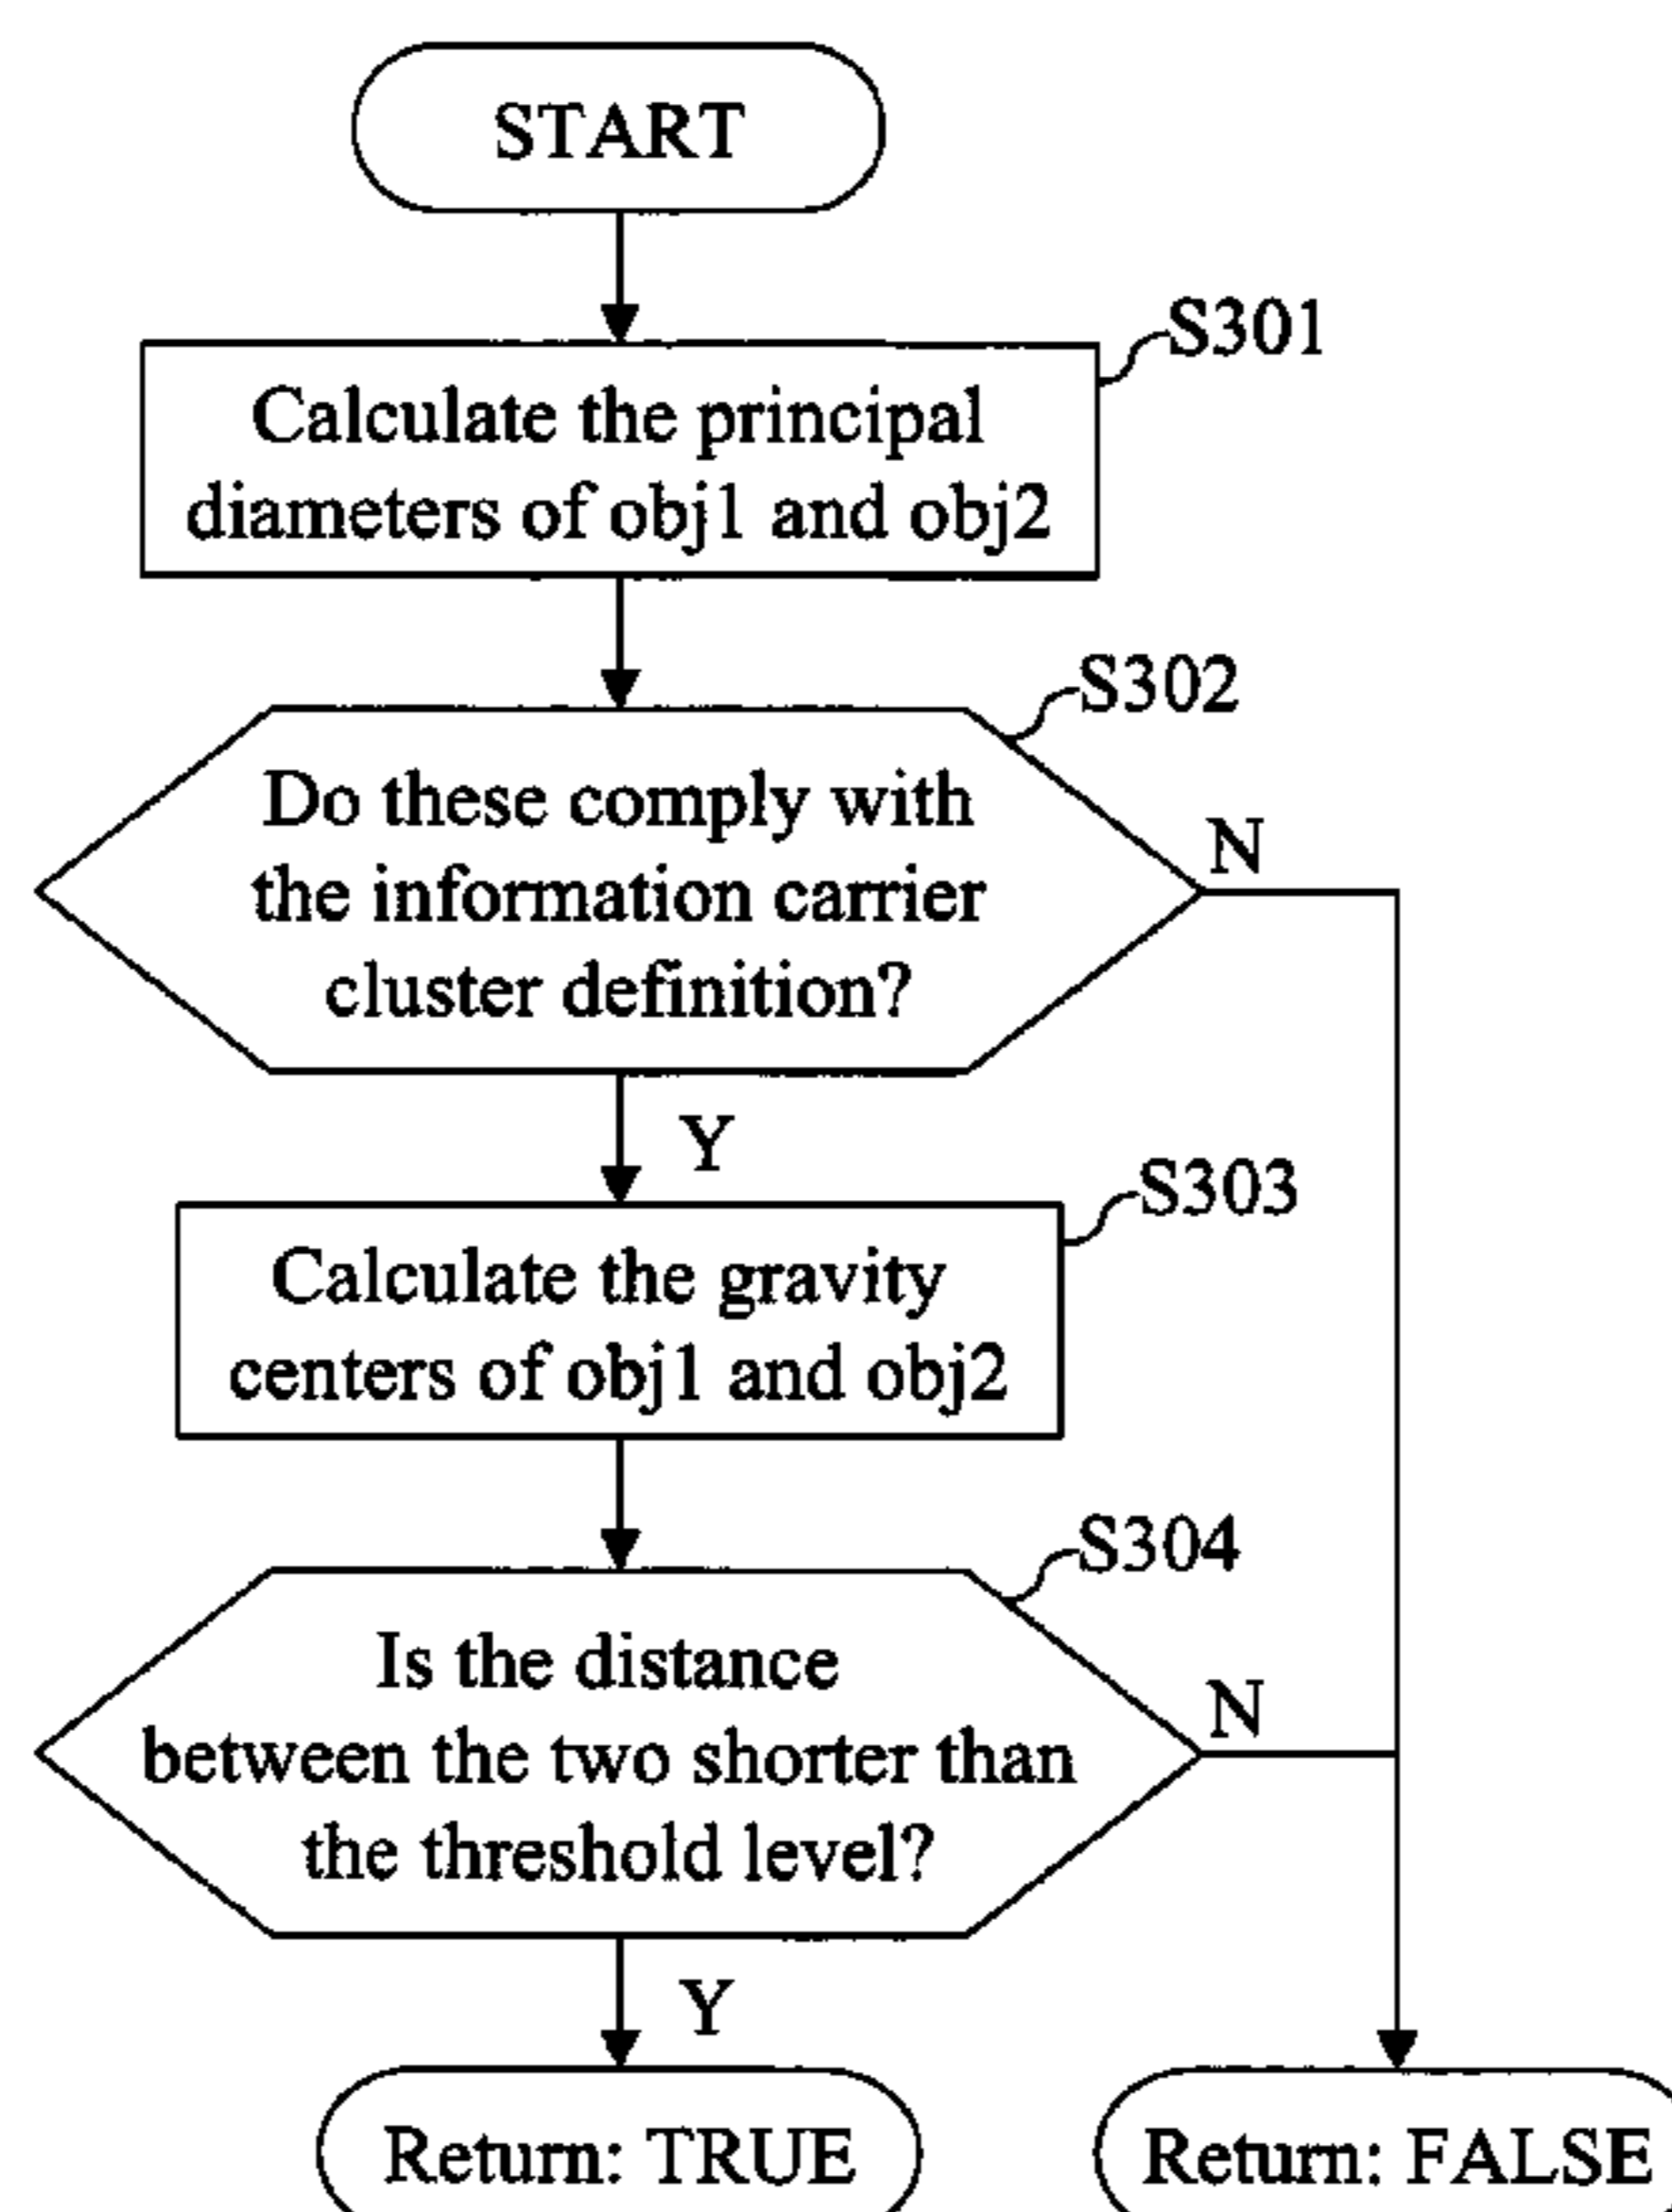 START
S301
Calculate the principal
diameters of obj1 and obj2
S302
Do these comply with
the information carrier
cluster definition?
N
Y
S303
Calculate the gravity
centers of obj1 and obj2
S304
Is the distance
between the two shorter than
the threshold level?
N
Y
Return: TRUE
Return: FALSE